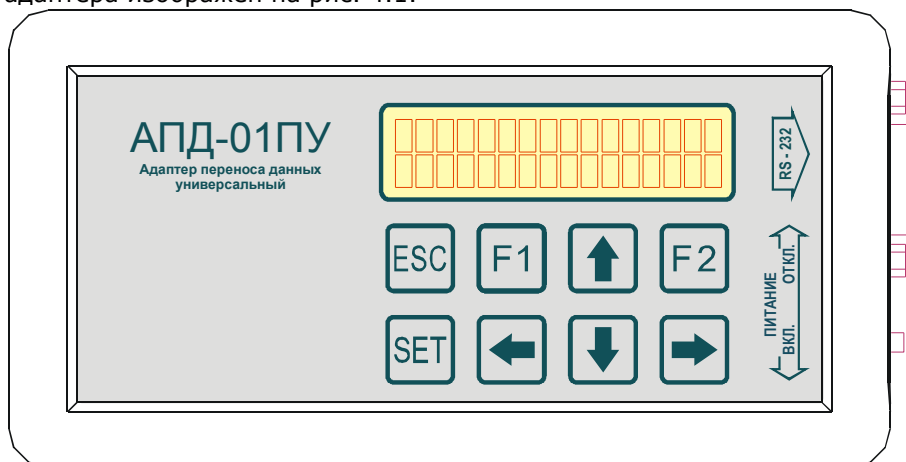 адаптера изображен на рис. 4.1.
АПД-01ПУ
Адаптер переноса данных
универсальный
RS - 232
ESC F1 F2
SET
ПИТАНИЕ
ВКЛ. ОТКЛ.